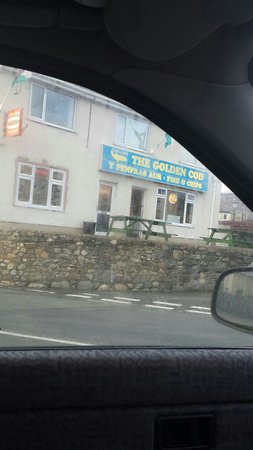 THE GOLDEN COD
Y PENFRAS AUR · FISH & CHIPS